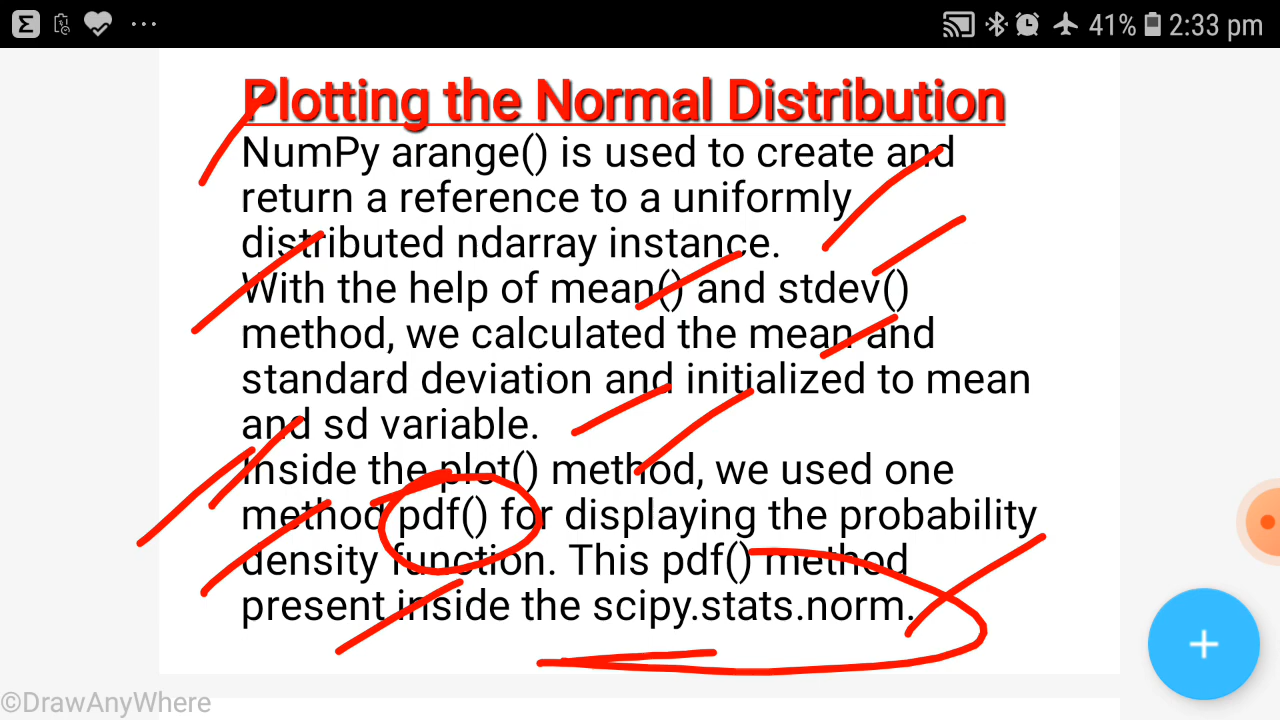 41% 2:33 pm
Plotting the Normal Distribution
NumPy arange() is used to create and
return a reference to a uniformly
distributed ndarray instance.
With the help of mean() and stdev()
method, we calculated the mean and
standard deviation and initialized to mean
and sd variable.
Inside the plot() method, we used one
method pdf() for displaying the probability
density function. This pdf() method
present inside the scipy.stats.norm.
©DrawAnyWhere